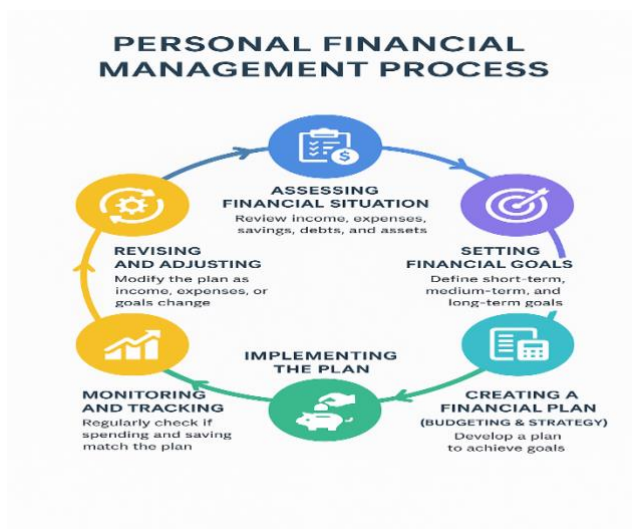 PERSONAL FINANCIAL
MANAGEMENT PROCESS
$
ASSESSING
FINANCIAL SITUATION
Review income, expenses,
savings, debts, and assets
SETTING
FINANCIAL GOALS
Define short-term,
medium-term, and
long-term goals
CREATING A
FINANCIAL PLAN
(BUDGETING & STRATEGY)
Develop a plan
to achieve goals
IMPLEMENTING
THE PLAN
MONITORING
AND TRACKING
Regularly check if
spending and saving
match the plan
REVISING
AND ADJUSTING
Modify the plan as
income, expenses, or
goals change